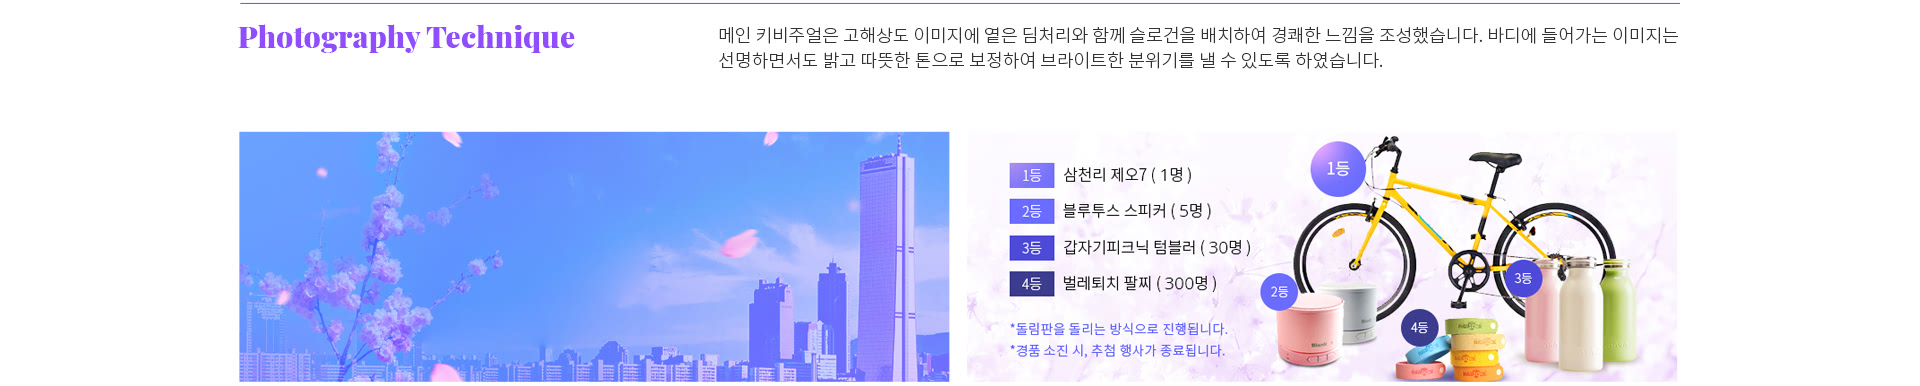 Photography Technique
메인 키비주얼은 고해상도 이미지에 옅은 딤처리와 함께 슬로건을 배치하여 경쾌한 느낌을 조성했습니다. 바디에 들어가는 이미지는
선명하면서도 밝고 따뜻한 톤으로 보정하여 브라이트한 분위기를 낼 수 있도록 하였습니다.
1등 삼천리 제오7 ( 1명 )
2등 블루투스 스피커 ( 5명 )
3등 갑자기피크닉 텀블러 ( 30명 )
4등 벌레퇴치 팔찌 ( 300명 )
*돌림판을 돌리는 방식으로 진행됩니다.
*경품 소진 시, 추첨 행사가 종료됩니다.
1등
2등
3등
4등